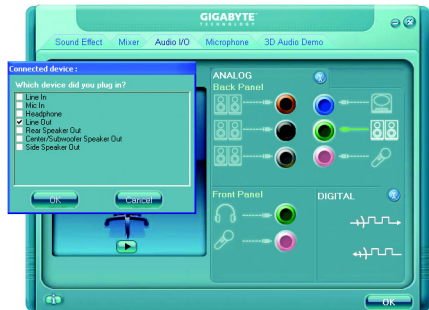 GIGABYTE™
TECHNOLOGY
Sound Effect Mixer Audio I/O Microphone 3D Audio Demo
Connected device :
Which device did you plug in?
Line In
Mic In
Headphone
Line Out
Rear Speaker Out
Center/Subwoofer Speaker Out
Side Speaker Out
OK Cancel
ANALOG
Back Panel
Front Panel
DIGITAL
OK